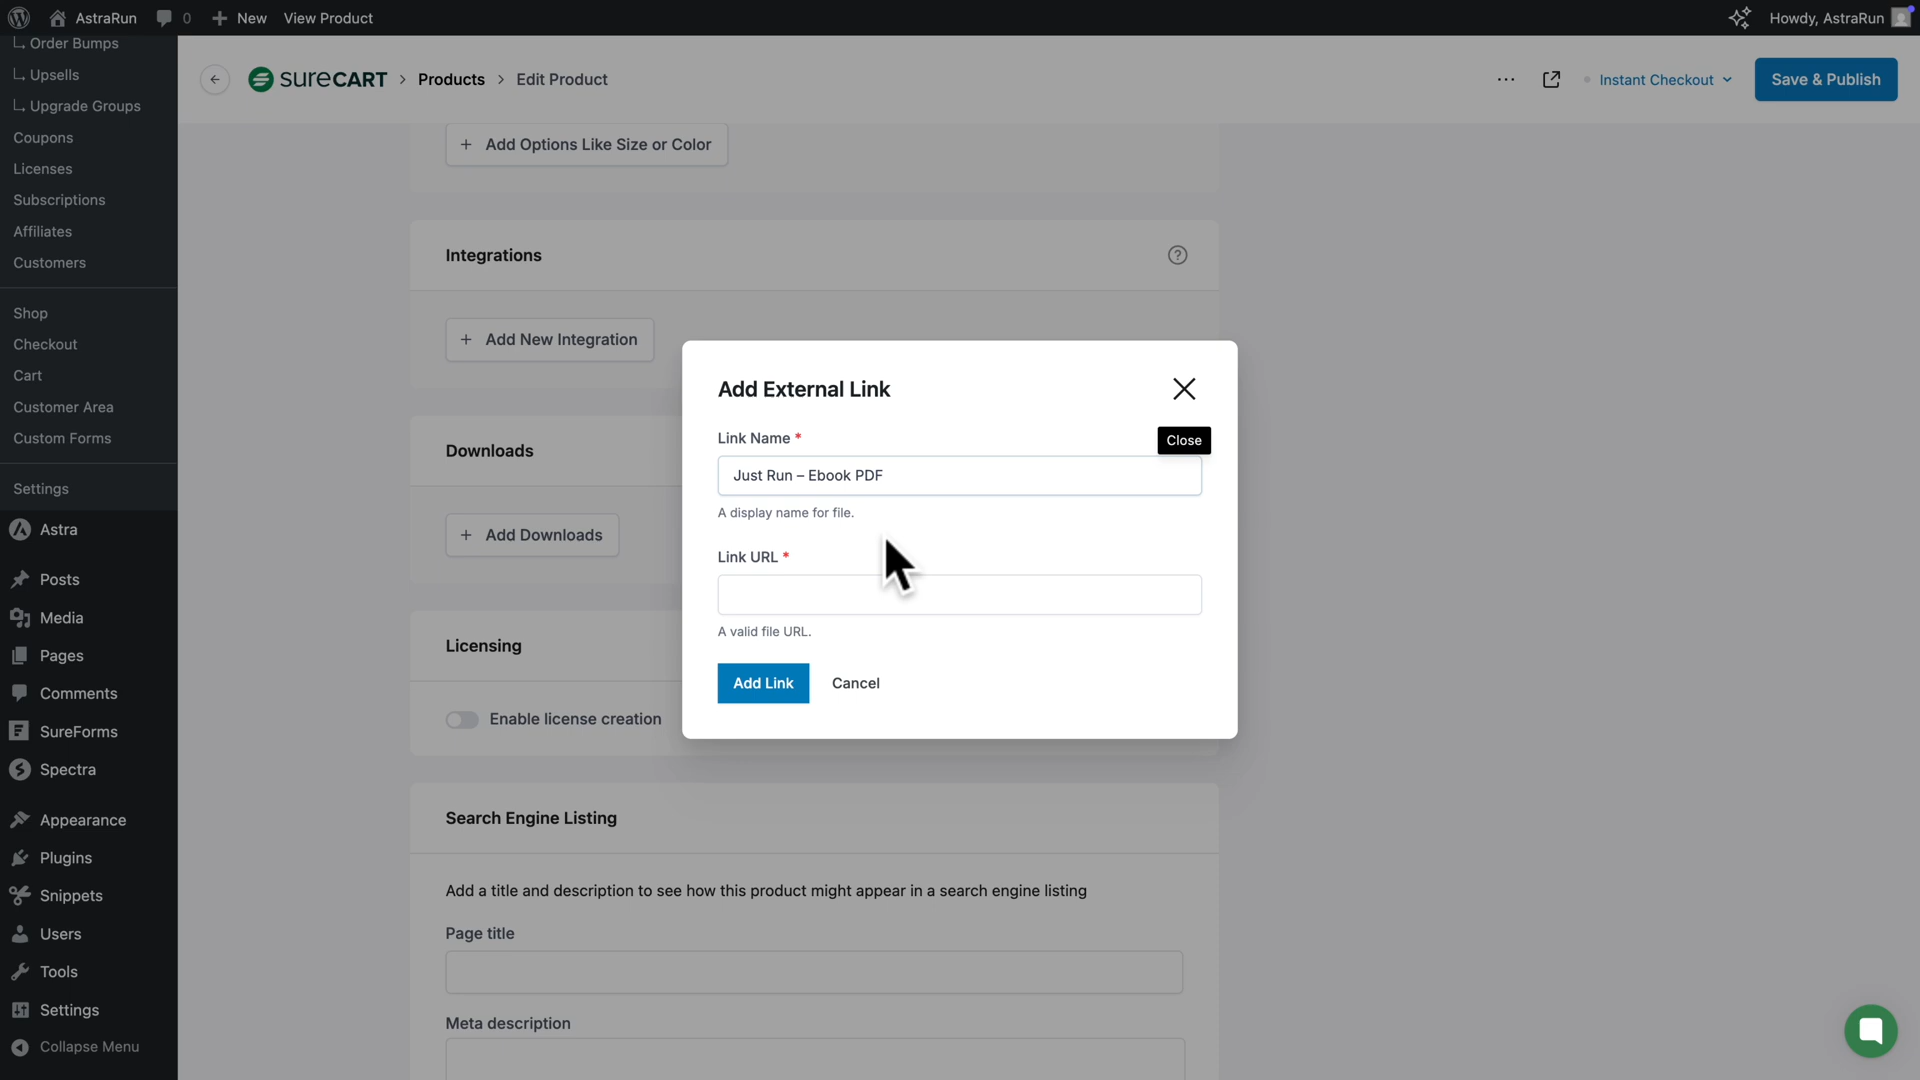 AstraRun
0
New
View Product
Howdy, AstraRun
Order Bumps
Upsells
Upgrade Groups
Coupons
Licenses
Subscriptions
Affiliates
Customers
Shop
Checkout
Cart
Customer Area
Custom Forms
Settings
Astra
Posts
Media
Pages
Comments
SureForms
Spectra
Appearance
Plugins
Snippets
Users
Tools
Settings
Collapse Menu
SURECART
Products
Edit Product
Instant Checkout
Save & Publish
Add Options Like Size or Color
Integrations
Add New Integration
Downloads
Add Downloads
Licensing
Enable license creation
Add External Link
Close
Link Name *
Just Run – Ebook PDF
A display name for file.
Link URL *
A valid file URL.
Add Link
Cancel
Search Engine Listing
Add a title and description to see how this product might appear in a search engine listing
Page title
Meta description